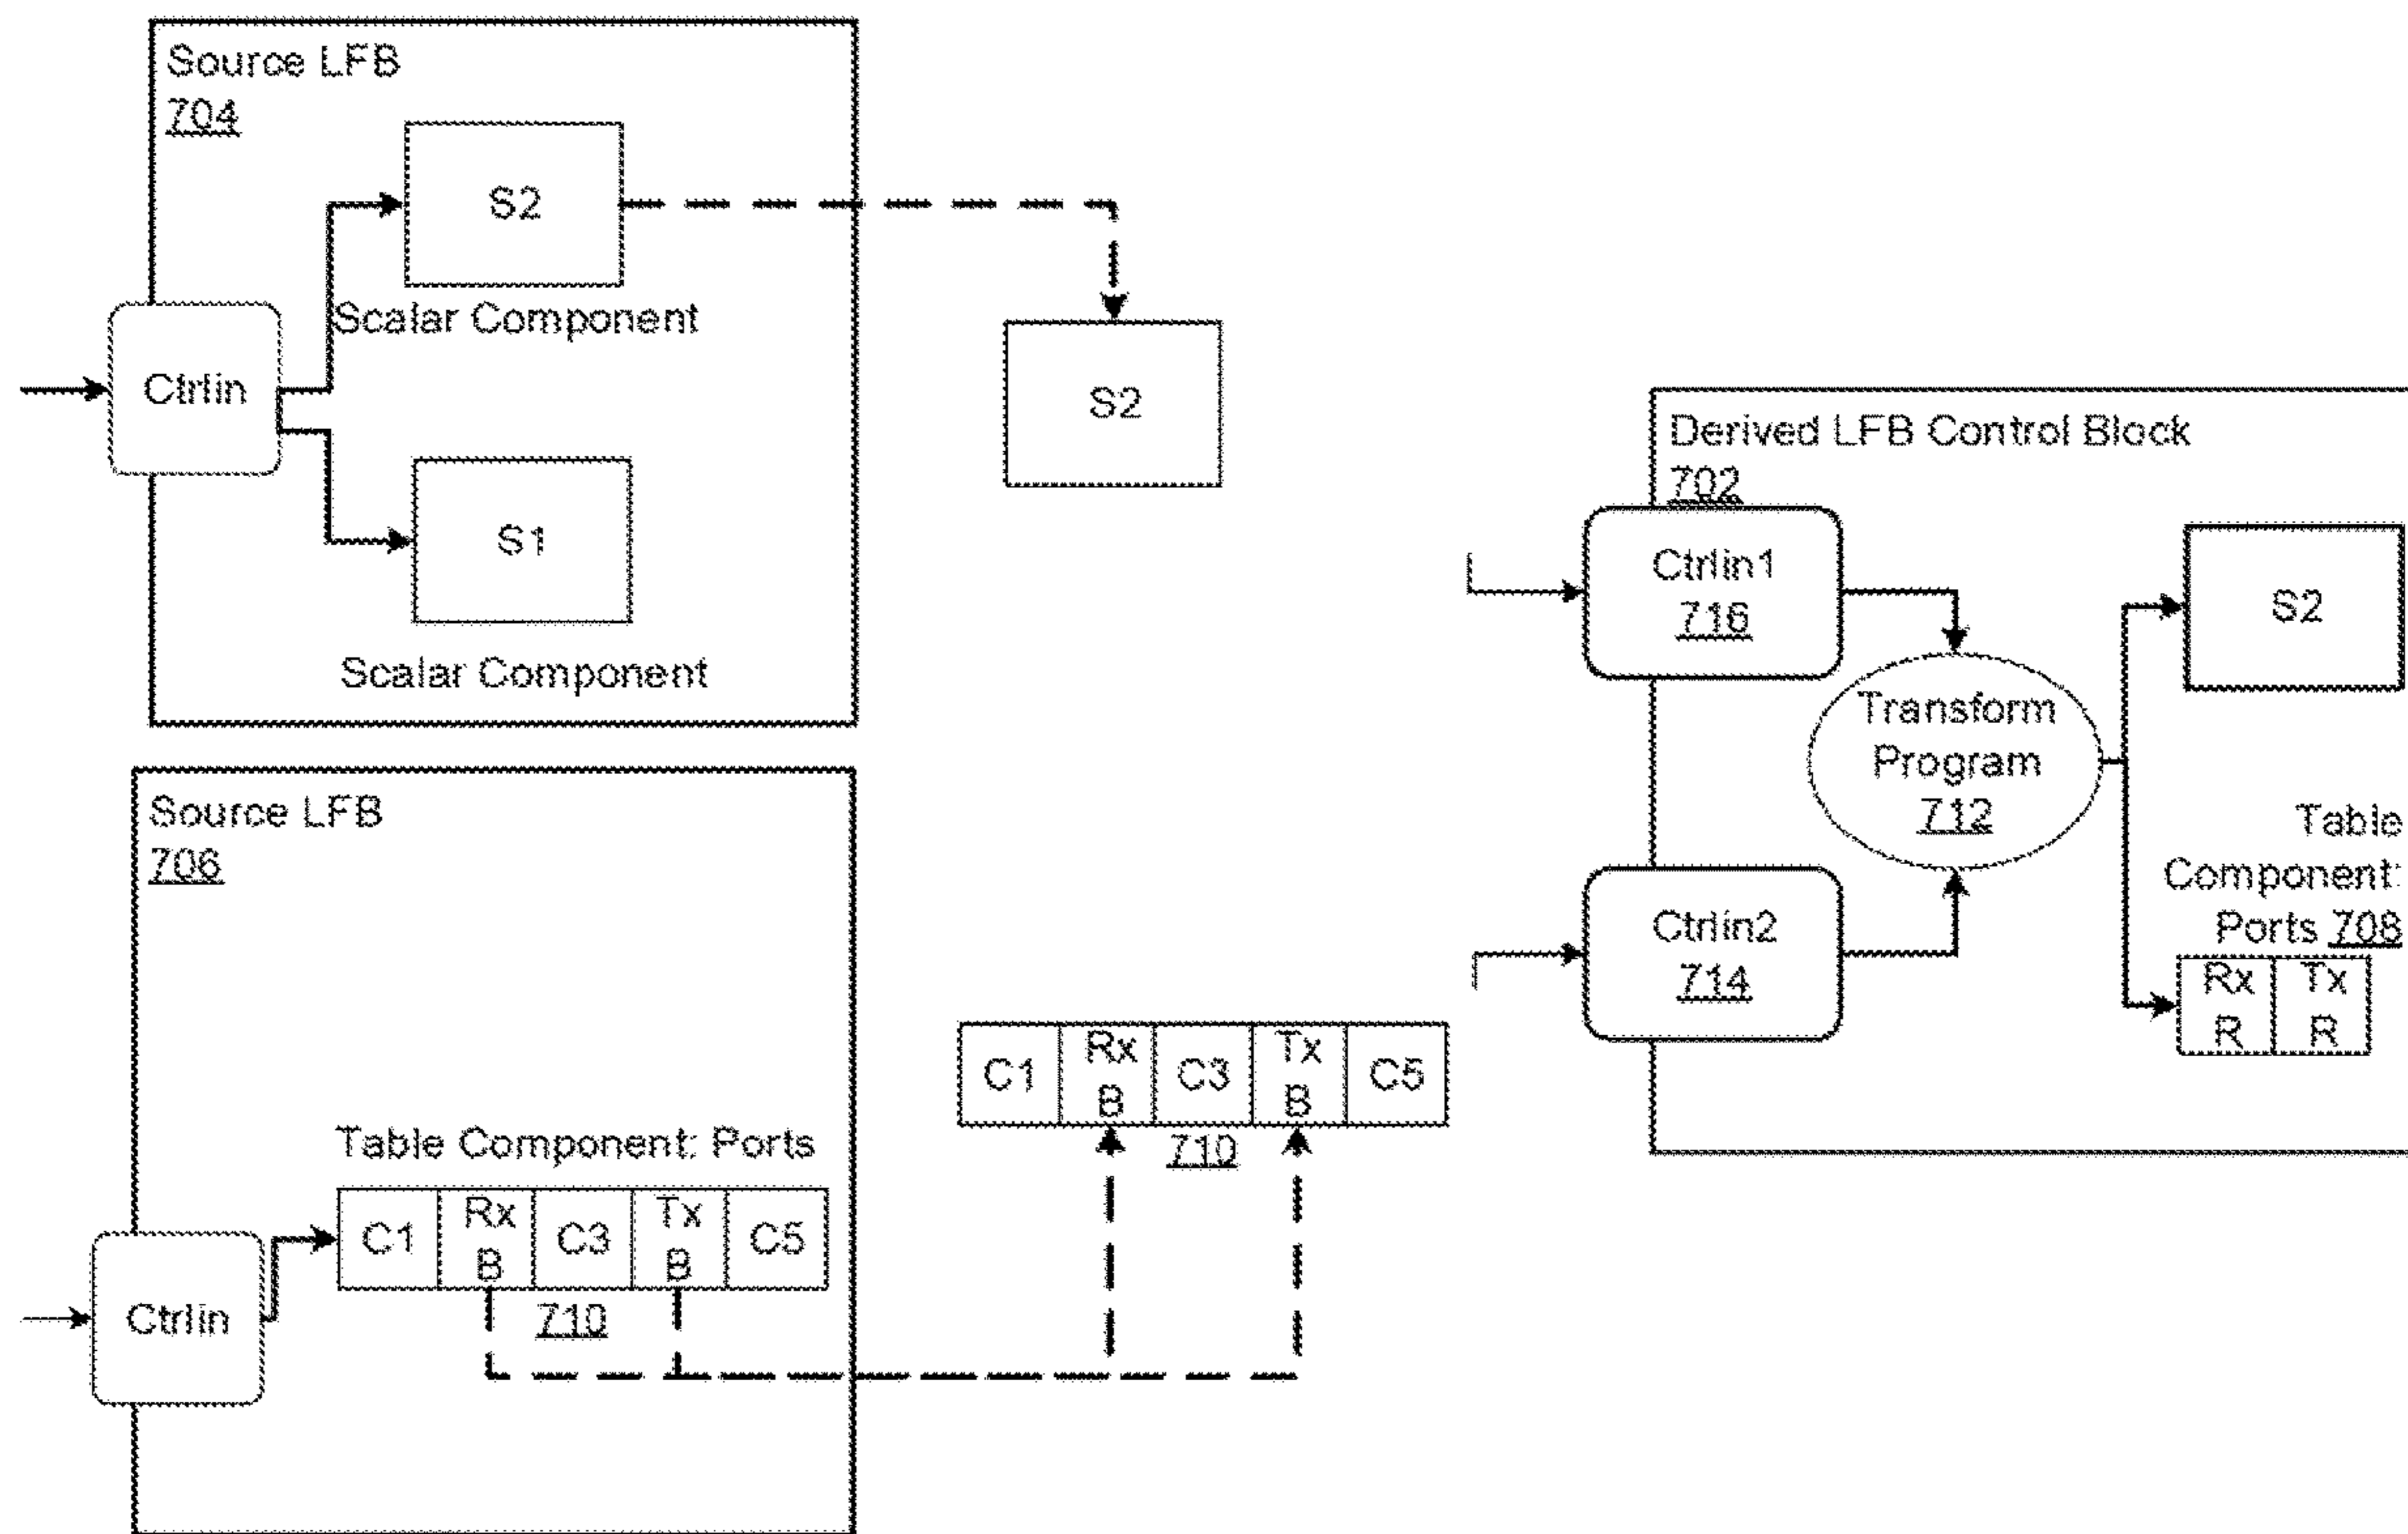 Source LFB
704
S2
Scalar Component
Ctrlin
S1
Scalar Component
S2
Source LFB
706
Table Component: Ports
C1
Rx
B
C3
Tx
B
C5
710
Ctrlin
C1
Rx
B
C3
Tx
B
C5
710
Derived LFB Control Block
702
Ctrlin1
716
S2
Transform
Program
712
Table
Component:
Ports 708
Ctrlin2
714
Rx
R
Tx
R